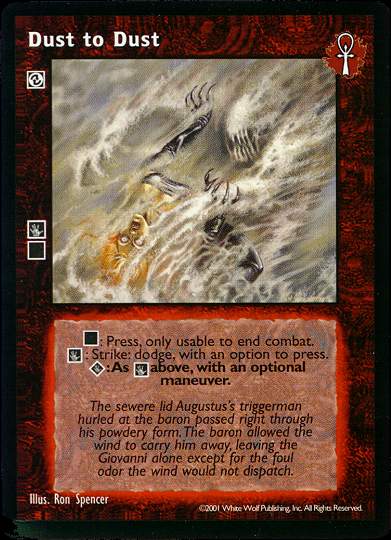 Dust to Dust
: Press, only usable to end combat.
: Strike: dodge, with an option to press.
:As above, with an optional
maneuver.
The sewere lid Augustus's triggerman
hurled at the baron passed right through
his powdery form. The baron allowed the
wind to carry him away, leaving the
Giovanni alone except for the foul
odor the wind would not dispatch.
Illus. Ron Spencer
©2001 White Wolf Publishing, Inc. All Rights Reserved.